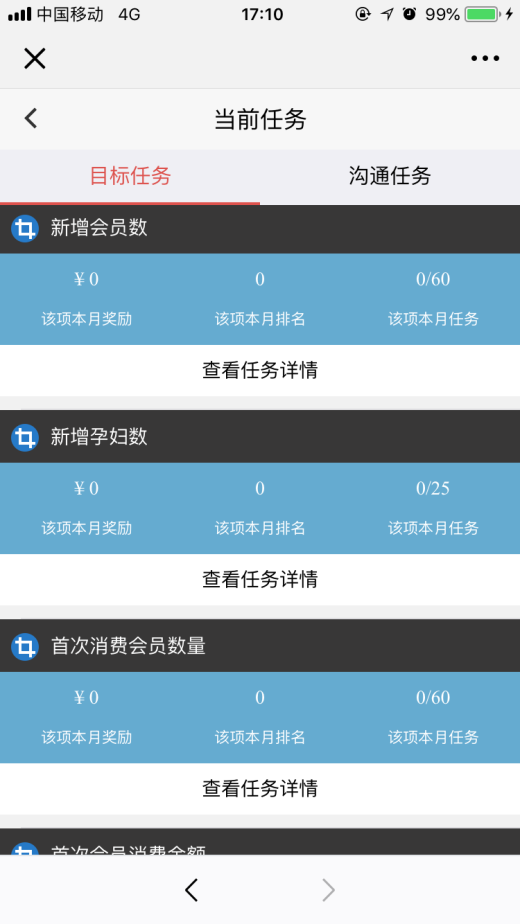 中国移动 4G 17:10 99%
当前任务
目标任务 沟通任务
新增会员数
¥0 0 0/60
该项本月奖励 该项本月排名 该项本月任务
查看任务详情
新增孕妇数
¥0 0 0/25
该项本月奖励 该项本月排名 该项本月任务
查看任务详情
首次消费会员数量
¥0 0 0/60
该项本月奖励 该项本月排名 该项本月任务
查看任务详情
首次会员消费金额